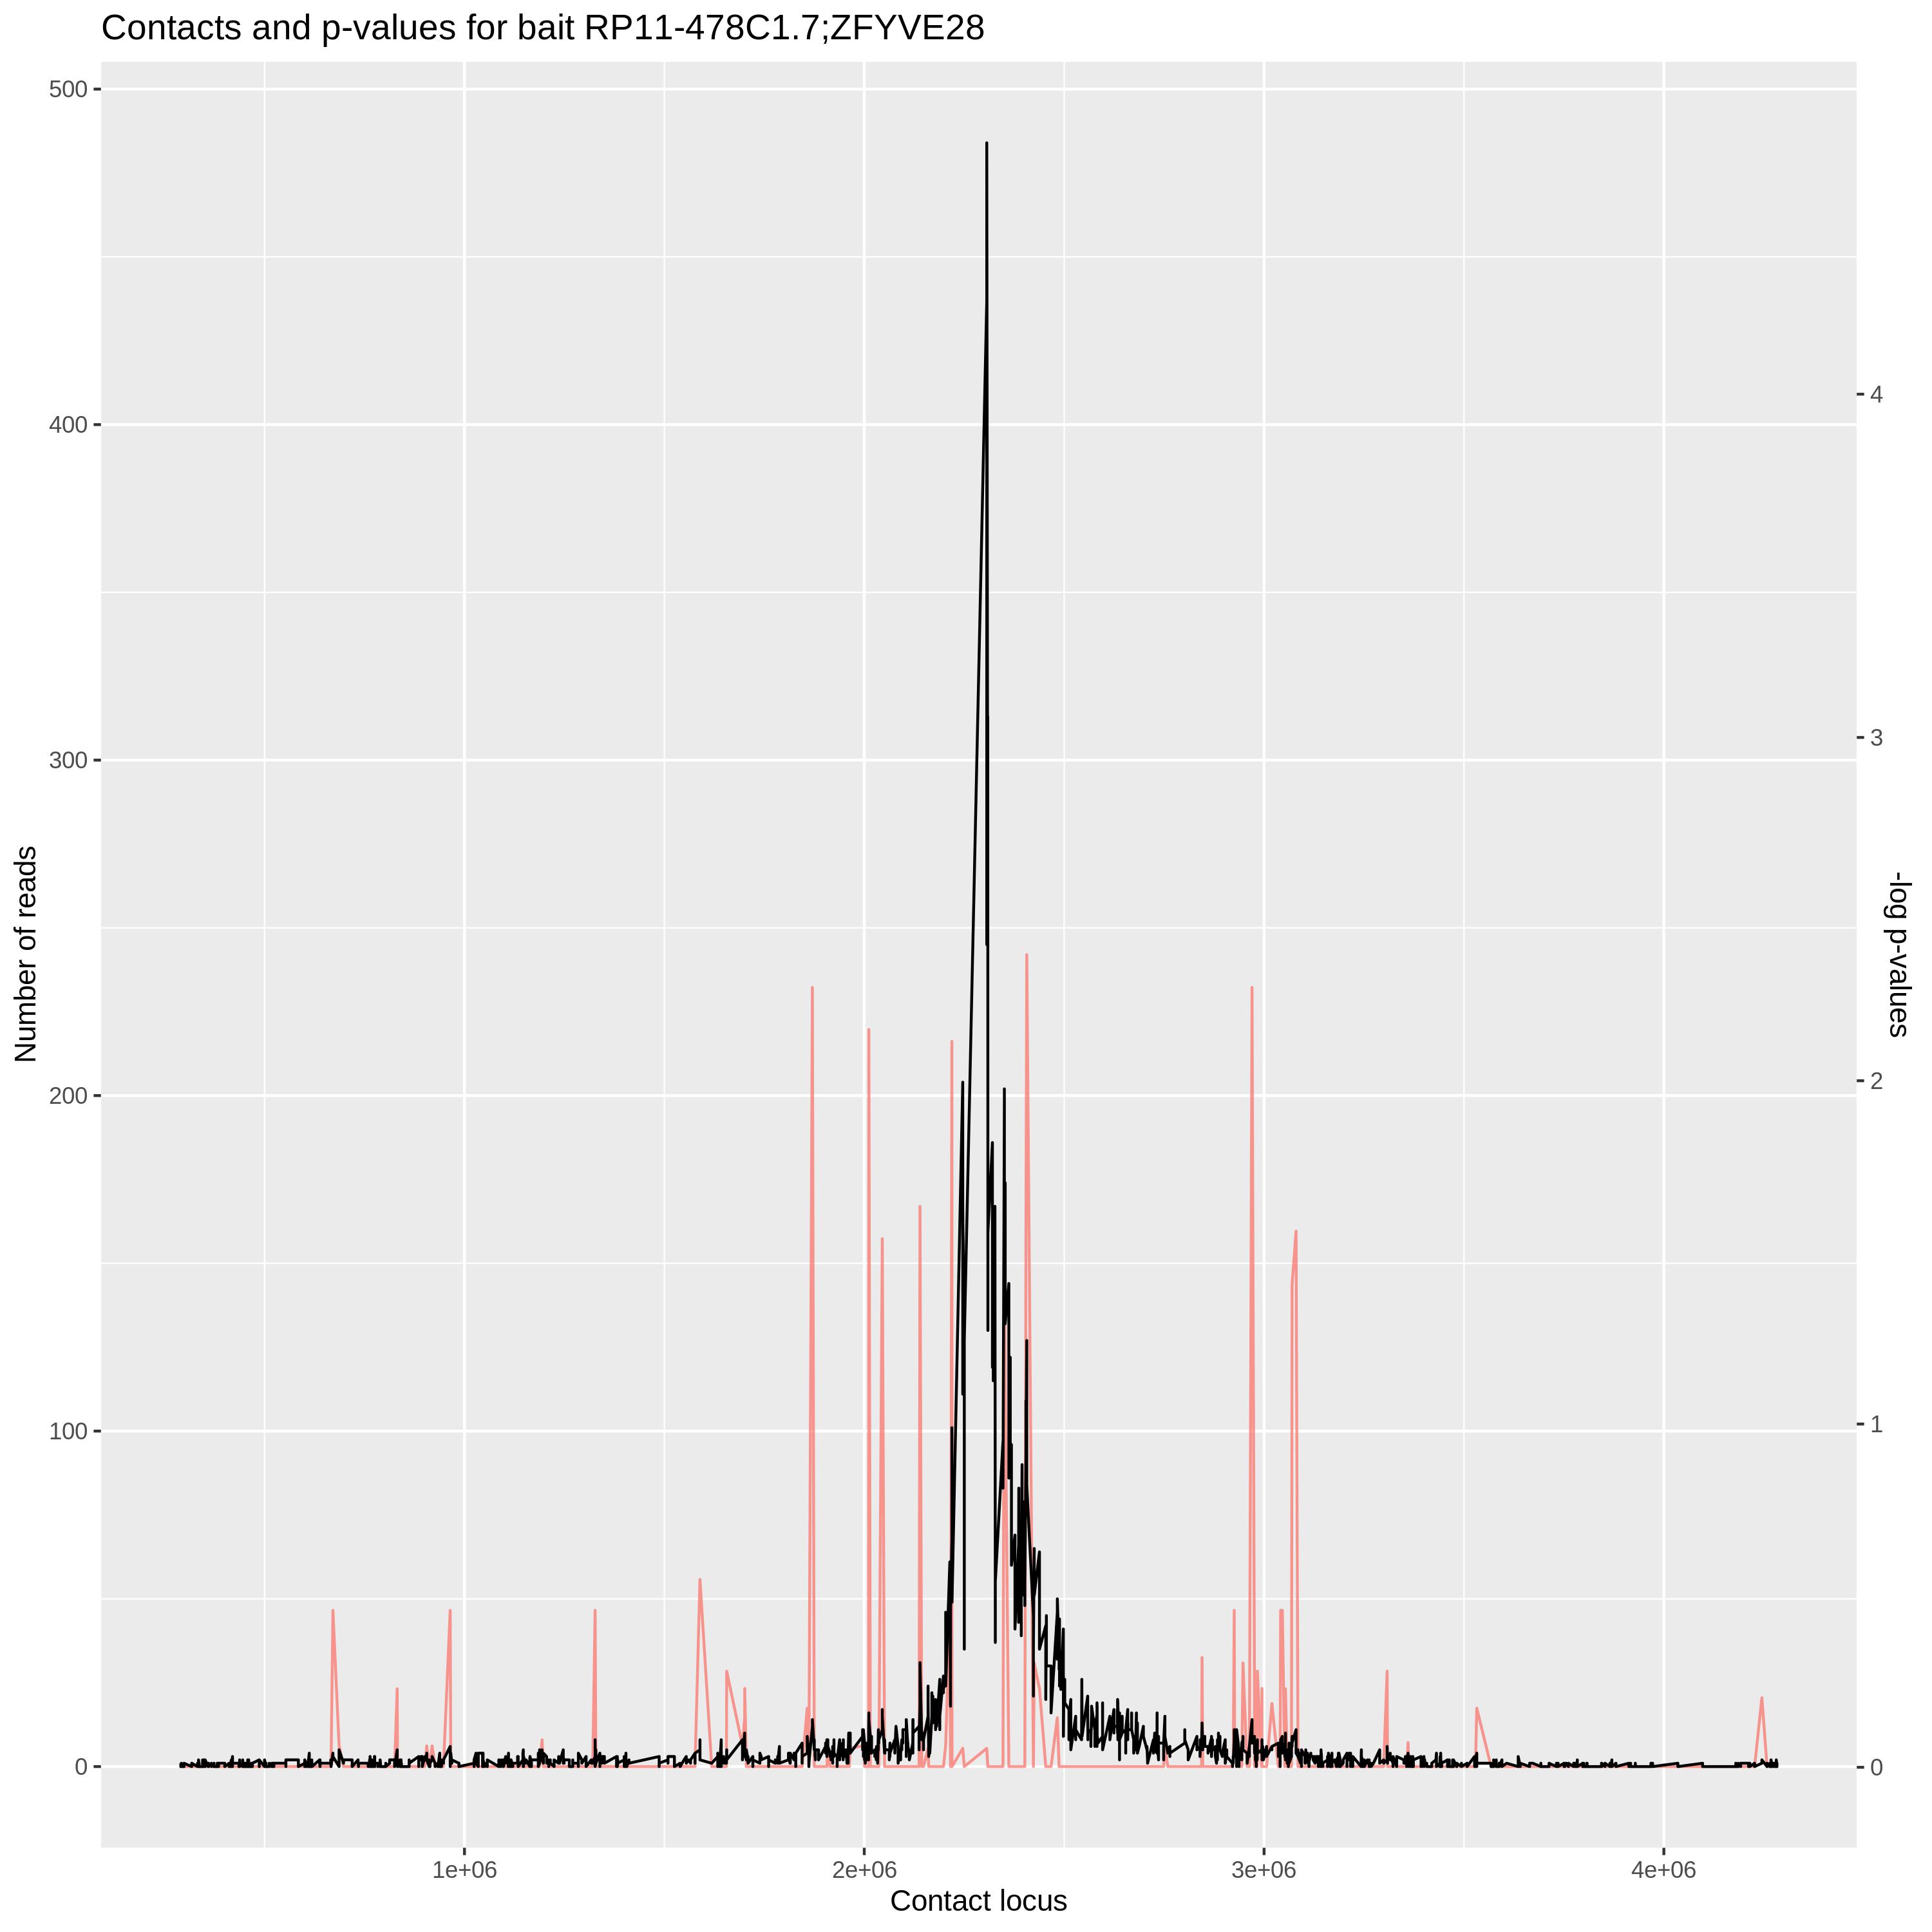 Contacts and p-values for bait RP11-478C1.7;ZFYVE28
500
400
300
200
100
0
Number of reads
4
3
2
1
0
-log p-values
1e+06
2e+06
3e+06
4e+06
Contact locus